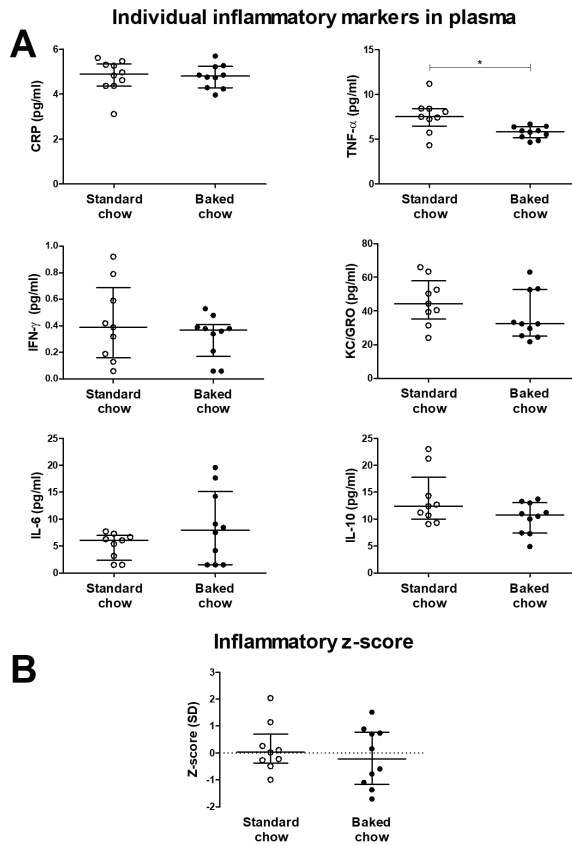 Individual inflammatory markers in plasma
A
CRP (pg/ml)
6
4
2
0
Standard chow
Baked chow
TNF-α (pg/ml)
15
10
5
0
*
Standard chow
Baked chow
IFN-γ (pg/ml)
1.0
0.8
0.6
0.4
0.2
0.0
Standard chow
Baked chow
KC/GRO (pg/ml)
80
60
40
20
0
Standard chow
Baked chow
IL-6 (pg/ml)
25
20
15
10
5
0
Standard chow
Baked chow
IL-10 (pg/ml)
25
20
15
10
5
0
Standard chow
Baked chow
Inflammatory z-score
B
Z-score (SD)
3
2
1
0
-1
-2
Standard chow
Baked chow